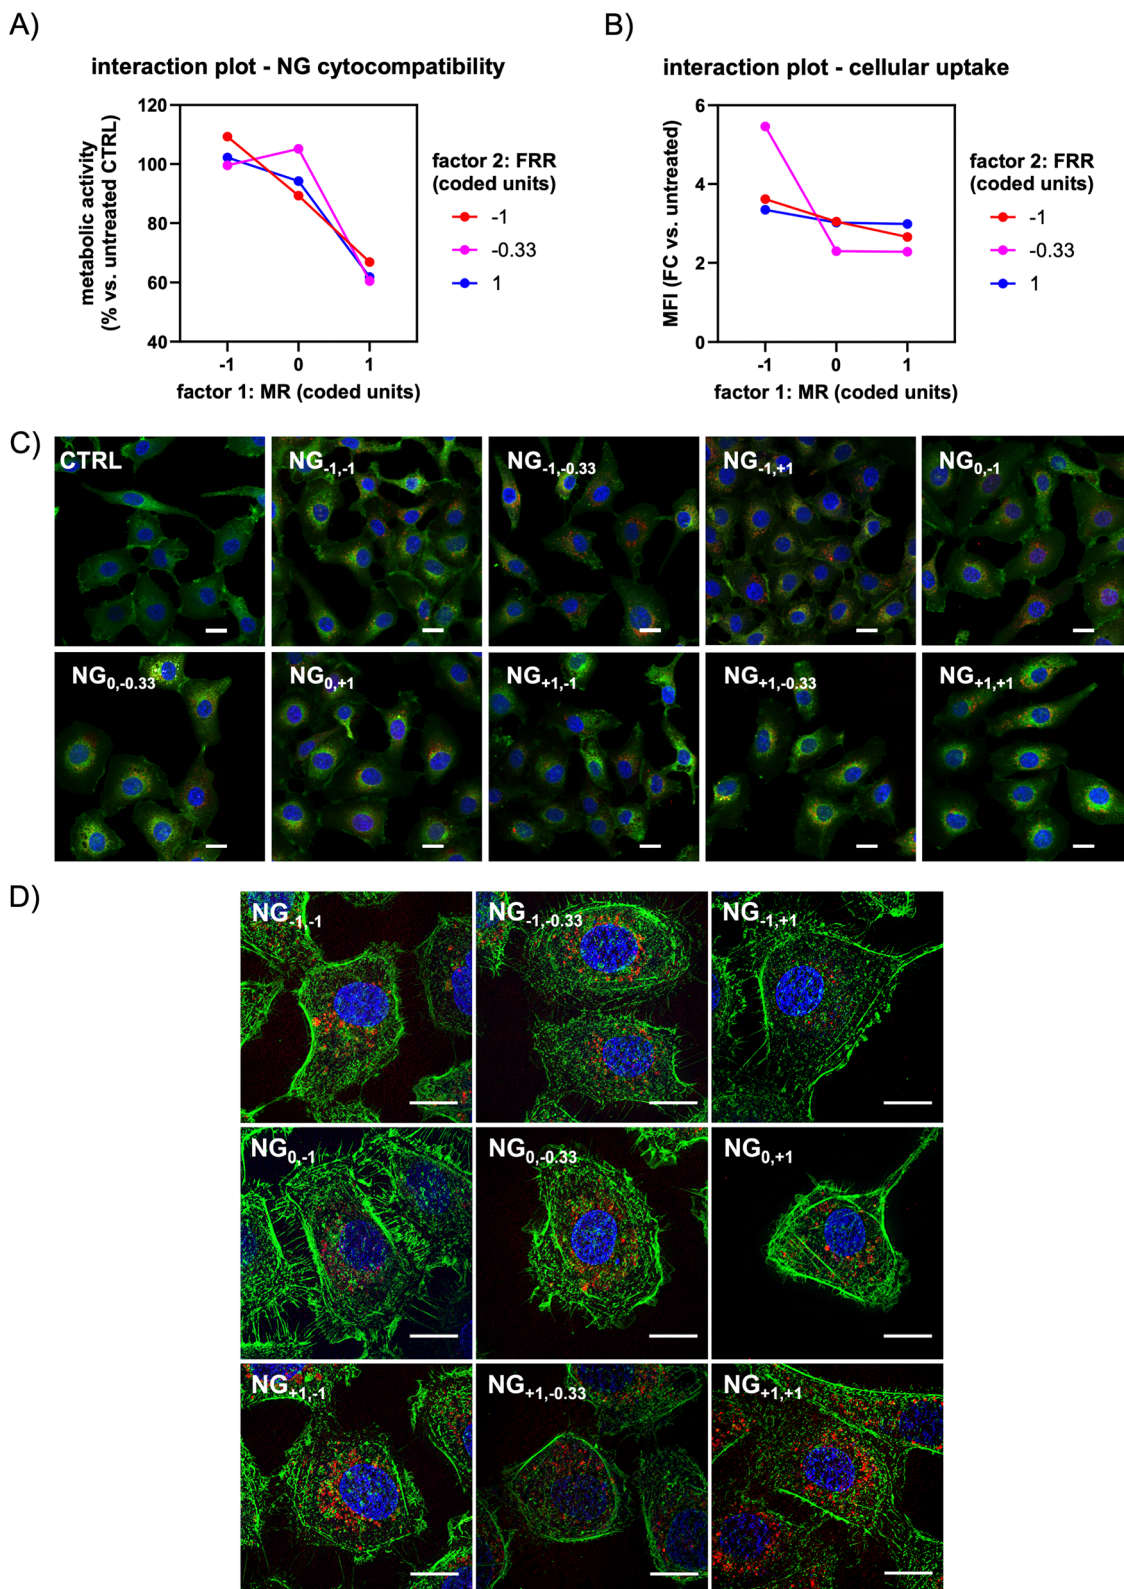 A)
interaction plot - NG cytocompatibility
metabolic activity
(% vs. untreated CTRL)
120
100
80
60
40
-1
0
1
factor 1: MR (coded units)
factor 2: FRR
(coded units)
-1
-0.33
1
B)
interaction plot - cellular uptake
MFI (FC vs. untreated)
6
4
2
0
-1
0
1
factor 1: MR (coded units)
factor 2: FRR
(coded units)
-1
-0.33
1
C)
CTRL
NG-1,-1
NG-1,-0.33
NG-1,+1
NG0,-1
NG0,-0.33
NG0,+1
NG+1,-1
NG+1,-0.33
NG+1,+1
D)
NG-1,-1
NG-1,-0.33
NG-1,+1
NG0,-1
NG0,-0.33
NG0,+1
NG+1,-1
NG+1,-0.33
NG+1,+1